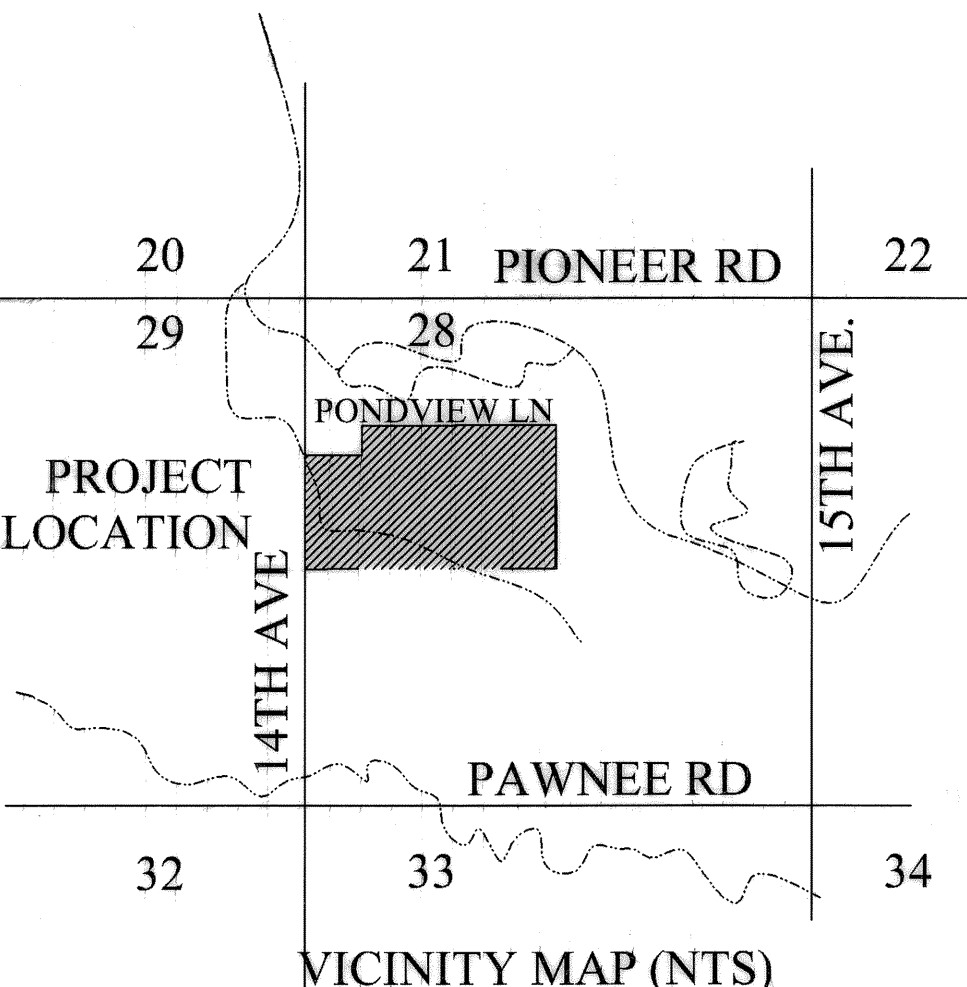 20
21
PIONEER RD
22
29
28
15TH AVE.
PONDVIEW LN
PROJECT
LOCATION
14TH AVE
PAWNEE RD
32
33
34
VICINITY MAP (NTS)